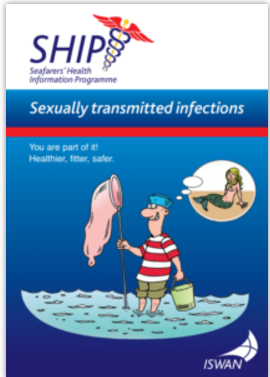 SHIP
Seafarers' Health
Information Programme
Sexually transmitted infections
You are part of it!
Healthier, fitter, safer.
ISWAN